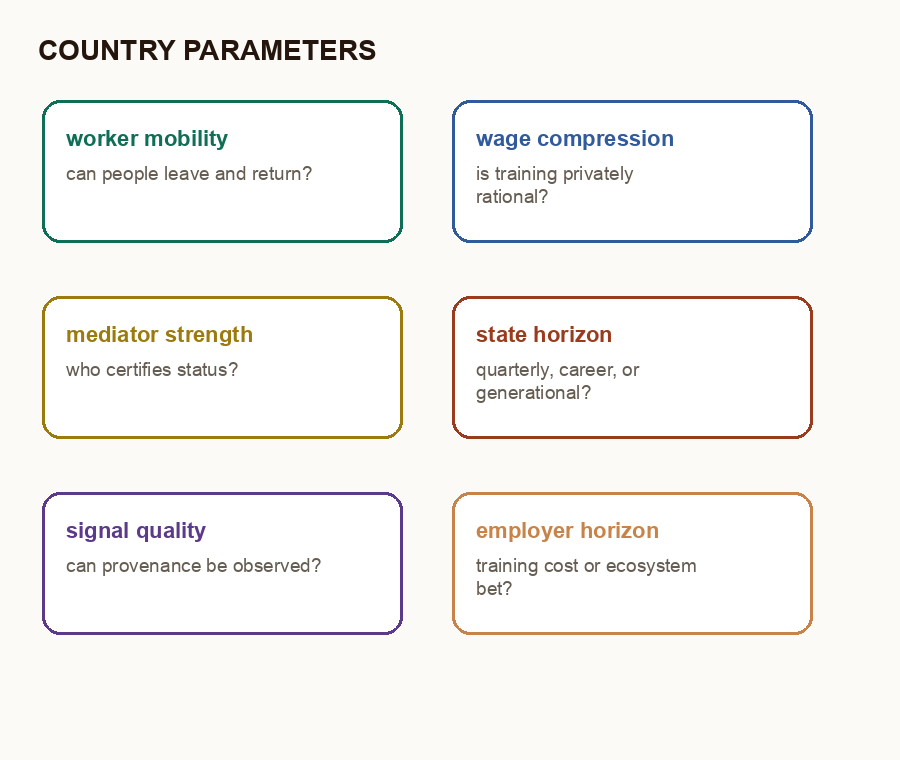 COUNTRY PARAMETERS
worker mobility
can people leave and return?
wage compression
is training privately
rational?
mediator strength
who certifies status?
state horizon
quarterly, career, or
generational?
signal quality
can provenance be observed?
employer horizon
training cost or ecosystem
bet?